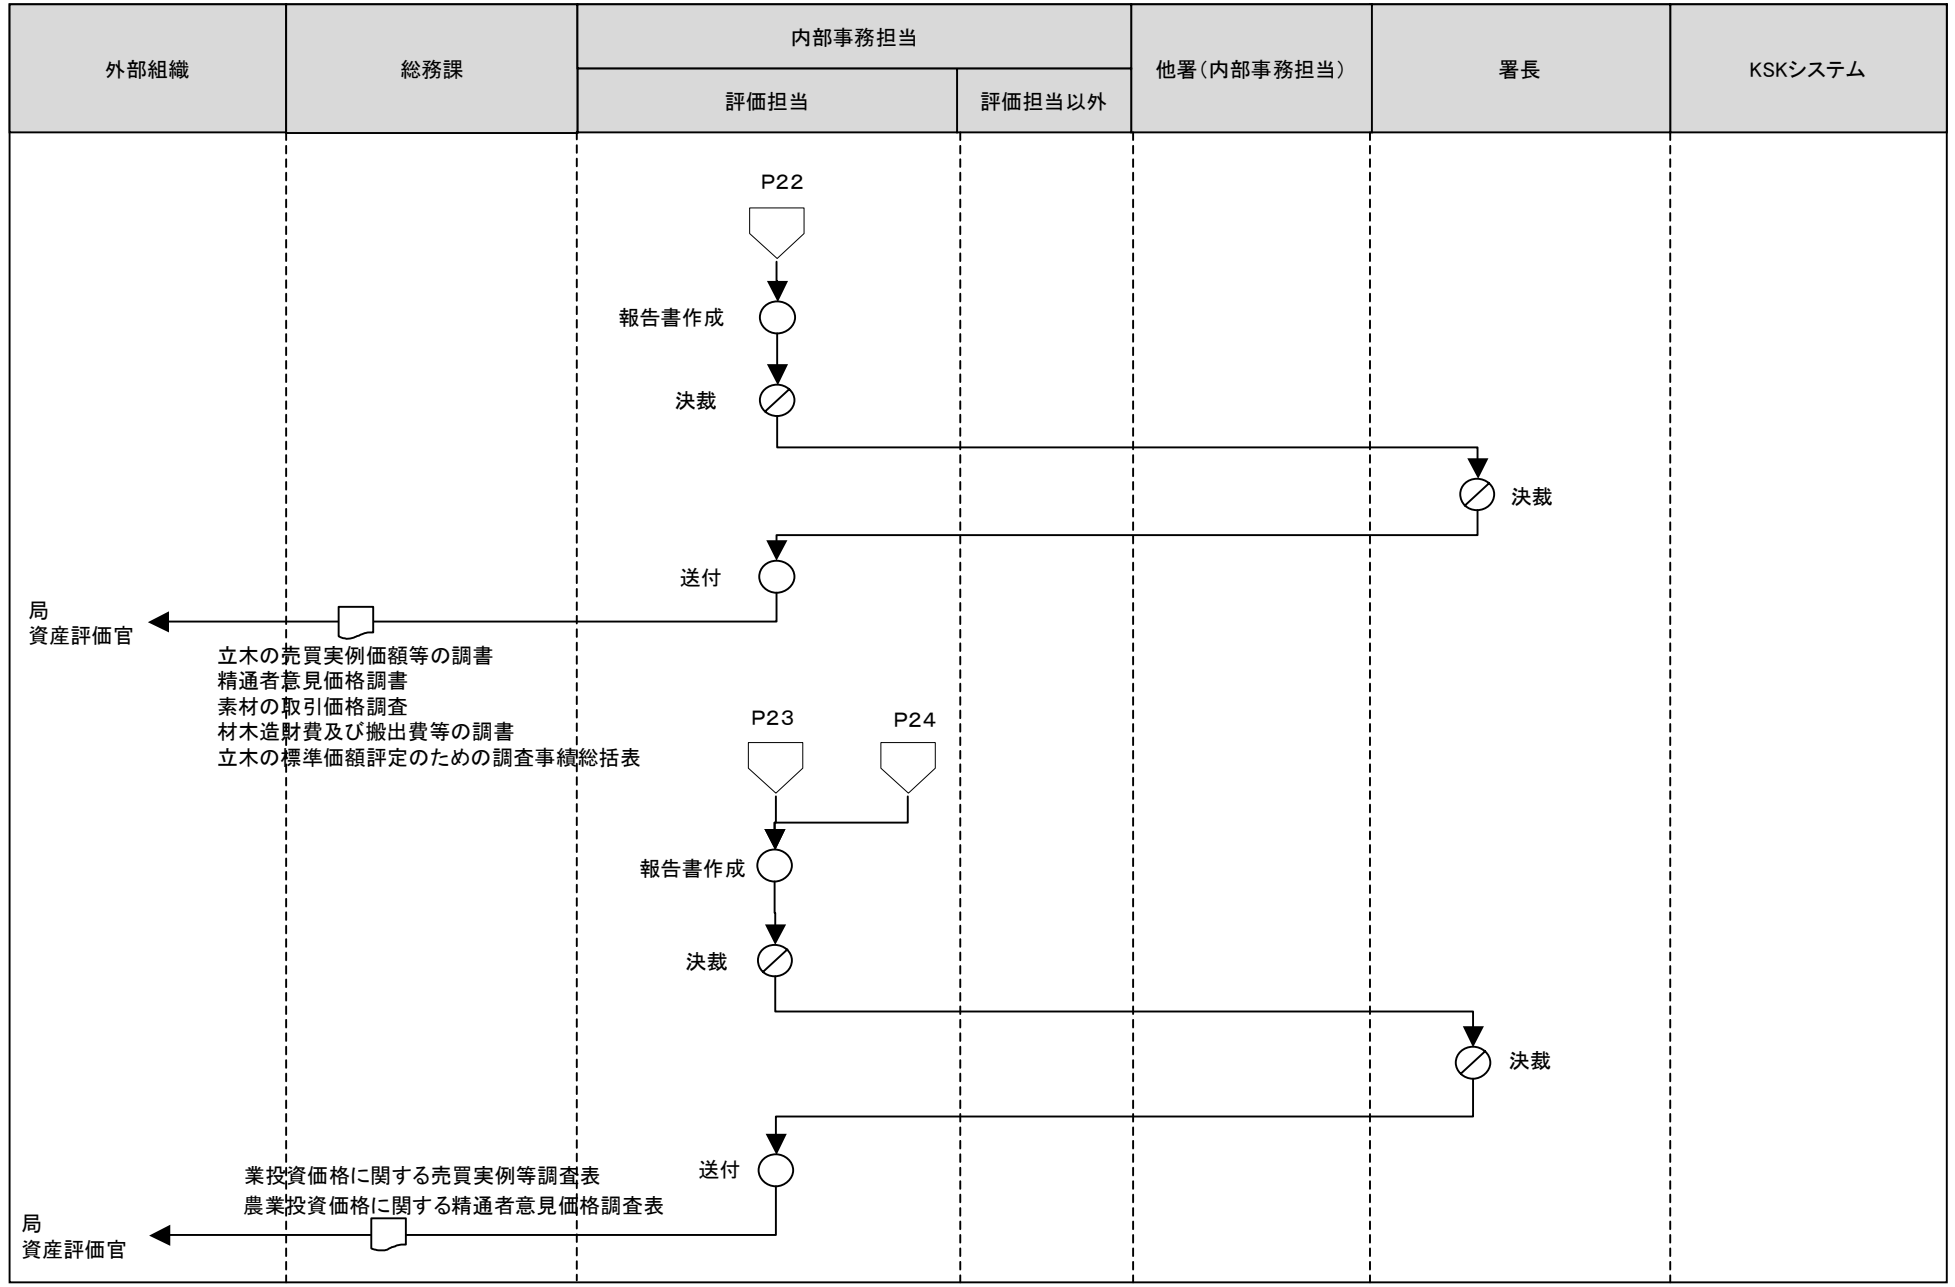 外部組織
総務課
内部事務担当
評価担当
評価担当以外
他署（内部事務担当）
署長
KSKシステム
P22
報告書作成
決裁
決裁
送付
局
資産評価官
立木の売買実例価額等の調書
精通者意見価格調書
素材の取引価格調査
材木造財費及び搬出費等の調書
立木の標準価額評定のための調査事績総括表
P23
P24
報告書作成
決裁
決裁
送付
業投資価格に関する売買実例等調査表
農業投資価格に関する精通者意見価格調査表
局
資産評価官